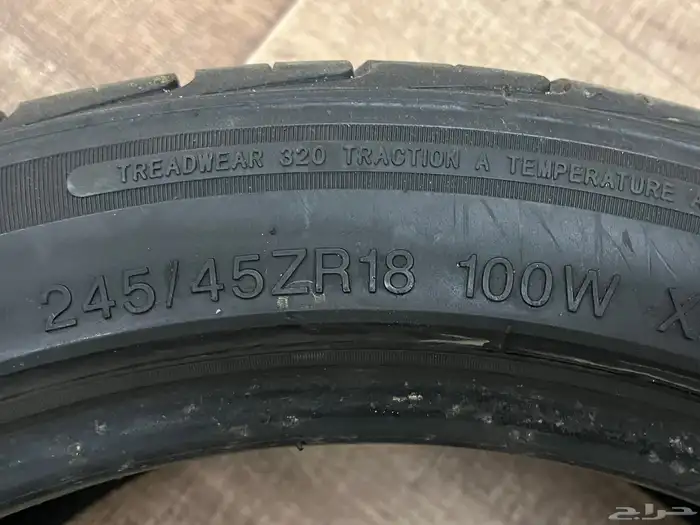 TREADWEAR 320 TRACTION A TEMPERATURE
245/45ZR18 100W X
حراج